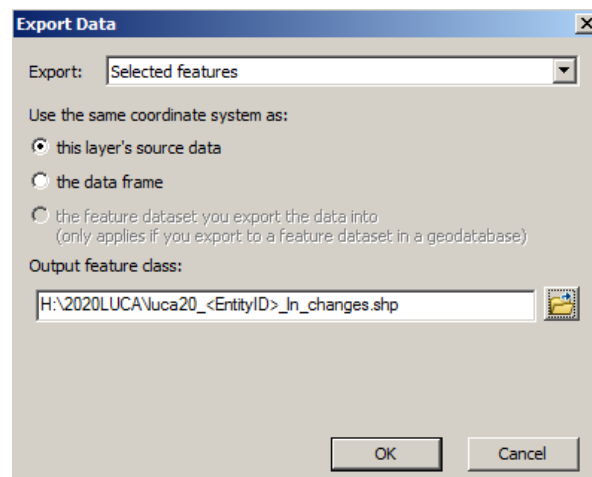 Export Data
Export: Selected features
Use the same coordinate system as:
this layer's source data
the data frame
the feature dataset you export the data into
(only applies if you export to a feature dataset in a geodatabase)
Output feature class:
H:\2020LUCA\luca20_<EntityID>_ln_changes.shp
OK Cancel